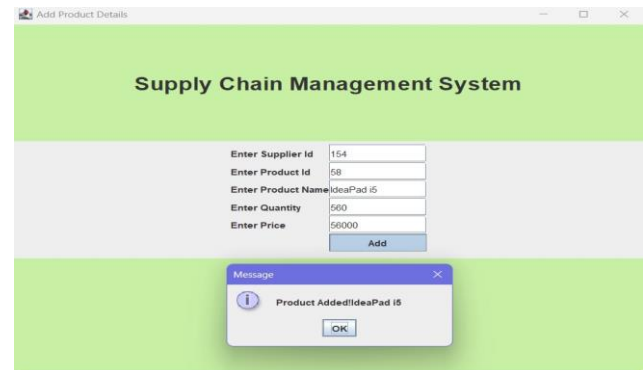 Add Product Details
Supply Chain Management System
Enter Supplier Id 154
Enter Product Id 58
Enter Product Name IdeaPad i5
Enter Quantity 560
Enter Price 56000
Add
Message
Product Added!IdeaPad i5
OK